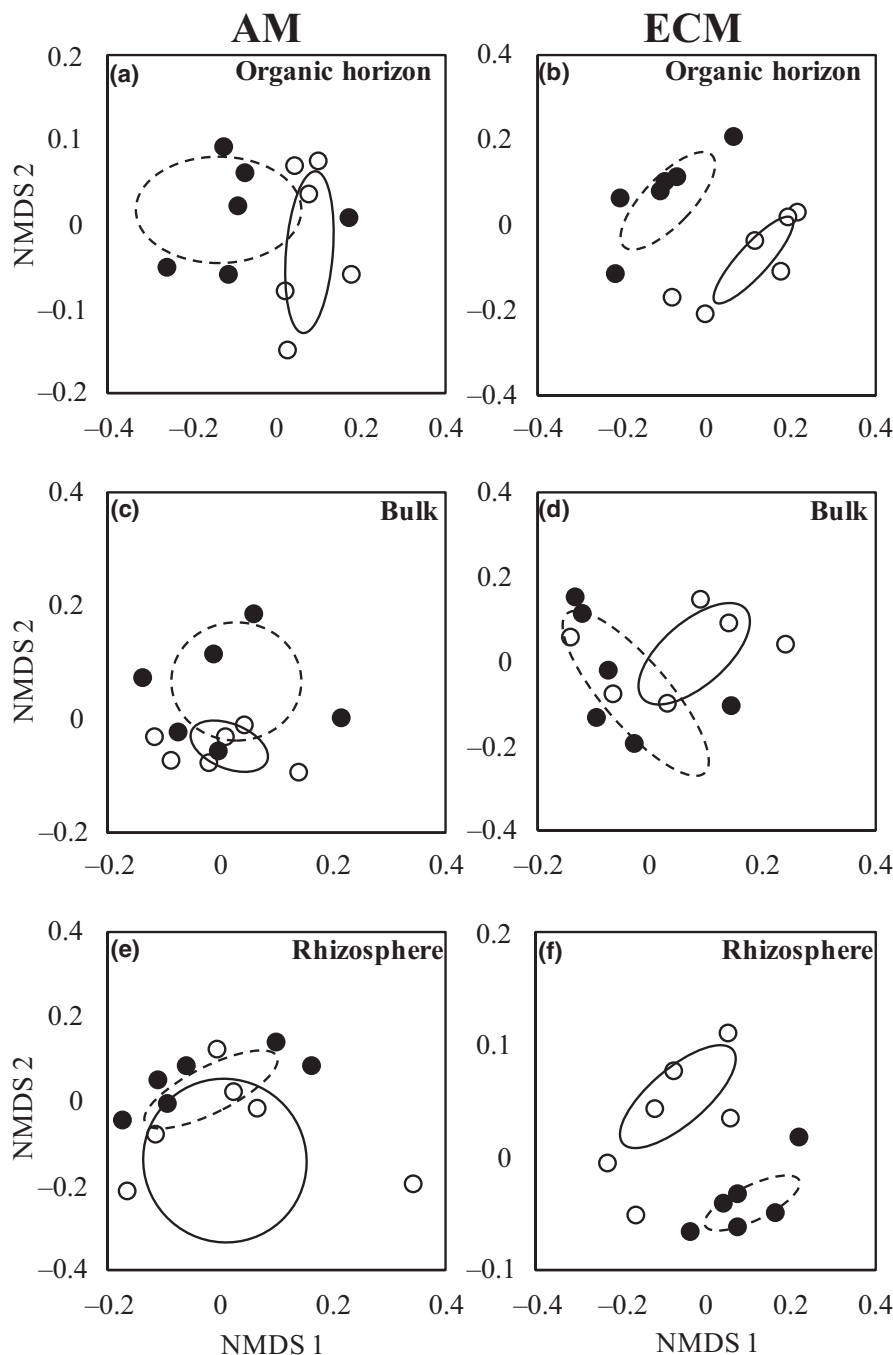 AM
ECM
(a) Organic horizon
(b) Organic horizon
NMDS 2
0.2
0.1
0
–0.1
–0.2
0.4
0.2
0
–0.2
–0.4
–0.4 –0.2 0 0.2 0.4
–0.4 –0.2 0 0.2 0.4
(c) Bulk
(d) Bulk
NMDS 2
0.4
0.2
0
–0.2
0.4
0.2
0
–0.2
–0.4
–0.2 0 0.2 0.4
–0.2 0 0.2 0.4
(e) Rhizosphere
(f) Rhizosphere
NMDS 2
0.4
0.2
0
–0.2
–0.4
0.2
0.1
0
–0.1
–0.2 0 0.2 0.4
–0.4 –0.2 0 0.2 0.4
NMDS 1
NMDS 1